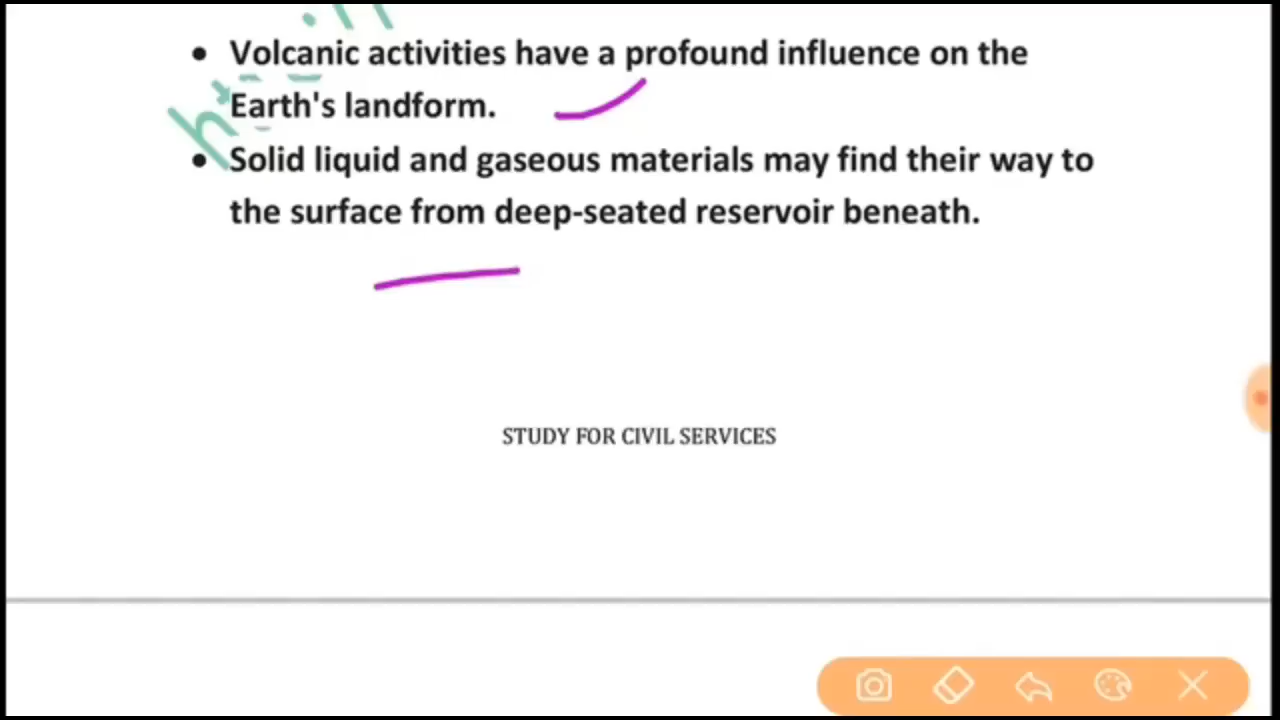 • Volcanic activities have a profound influence on the
Earth's landform.
• Solid liquid and gaseous materials may find their way to
the surface from deep-seated reservoir beneath.
STUDY FOR CIVIL SERVICES